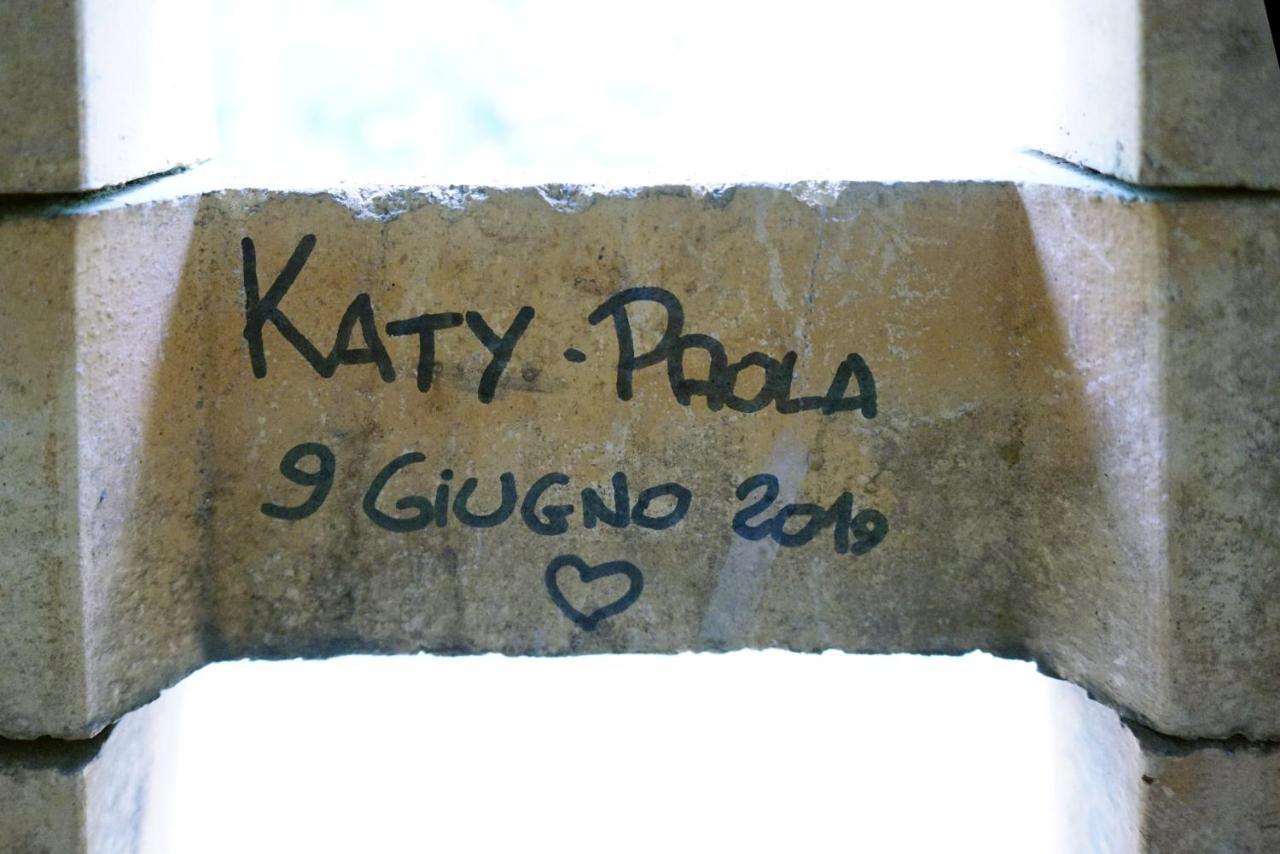 KATY · PAOLA
9 GiUGNO 2019